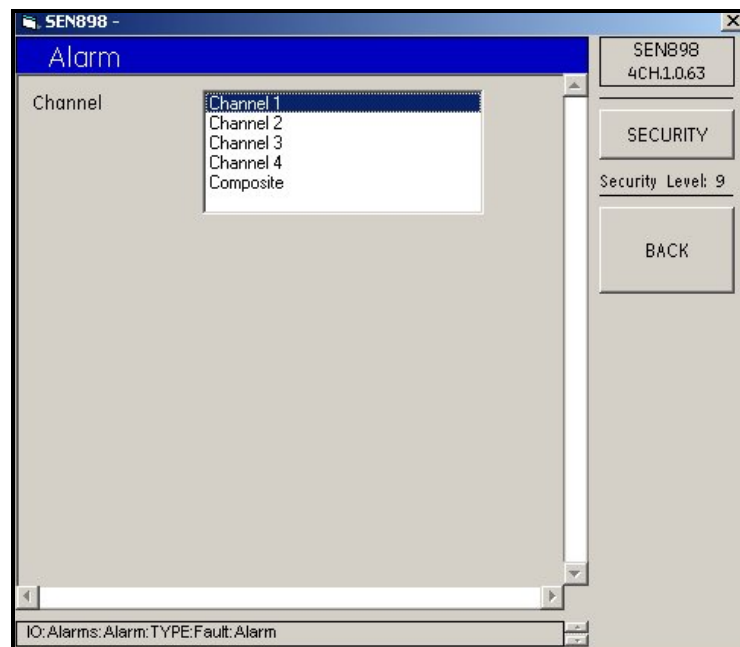 SEN898 -
Alarm
Channel
Channel 1
Channel 2
Channel 3
Channel 4
Composite
SEN898
4CH.1.0.63
SECURITY
Security Level: 9
BACK
IO:Alarms:Alarm:TYPE:Fault:Alarm